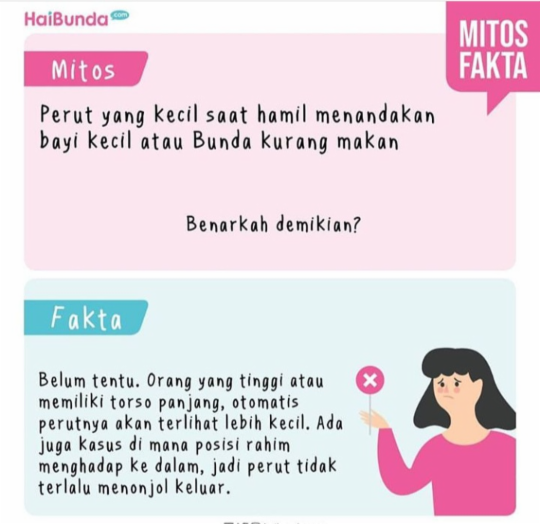 HaiBunda.com
MITOS
FAKTA
Mitos
Perut yang kecil saat hamil menandakan
bayi kecil atau Bunda kurang makan
Benarkah demikian?
Fakta
Belum tentu. Orang yang tinggi atau
memiliki torso panjang, otomatis
perutnya akan terlihat lebih kecil. Ada
juga kasus di mana posisi rahim
menghadap ke dalam, jadi perut tidak
terlalu menonjol keluar.